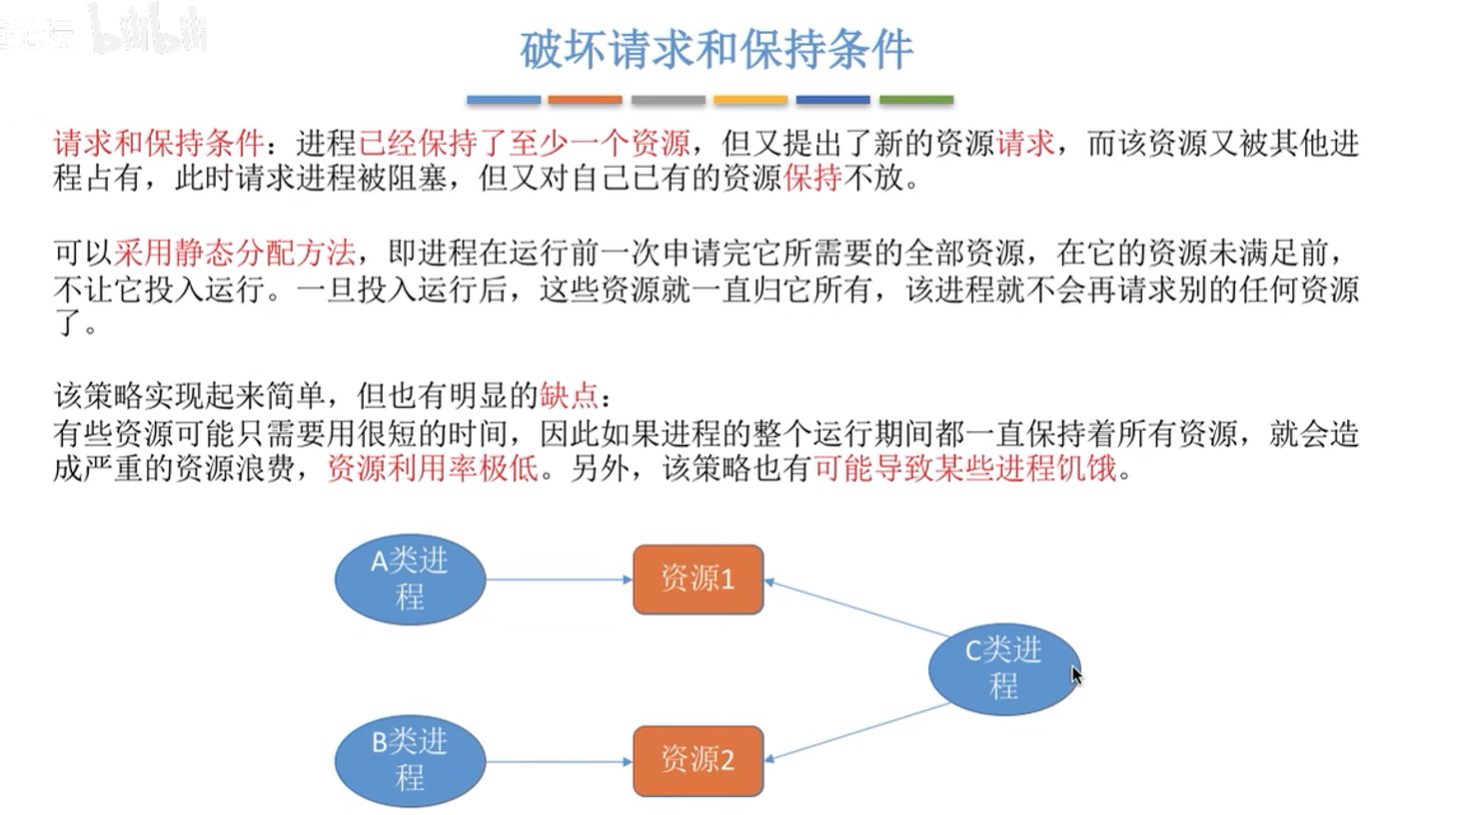 bilibili
破坏请求和保持条件
请求和保持条件：进程已经保持了至少一个资源，但又提出了新的资源请求，而该资源又被其他进
程占有，此时请求进程被阻塞，但又对自己已有的资源保持不放。
可以采用静态分配方法，即进程在运行前一次申请完它所需要的全部资源，在它的资源未满足前，
不让它投入运行。一旦投入运行后，这些资源就一直归它所有，该进程就不会再请求别的任何资源
了。
该策略实现起来简单，但也有明显的缺点：
有些资源可能只需要用很短的时间，因此如果进程的整个运行期间都一直保持着所有资源，就会造
成严重的资源浪费，资源利用率极低。另外，该策略也有可能导致某些进程饥饿。
A类进
程
资源1
C类进
程
B类进
程
资源2